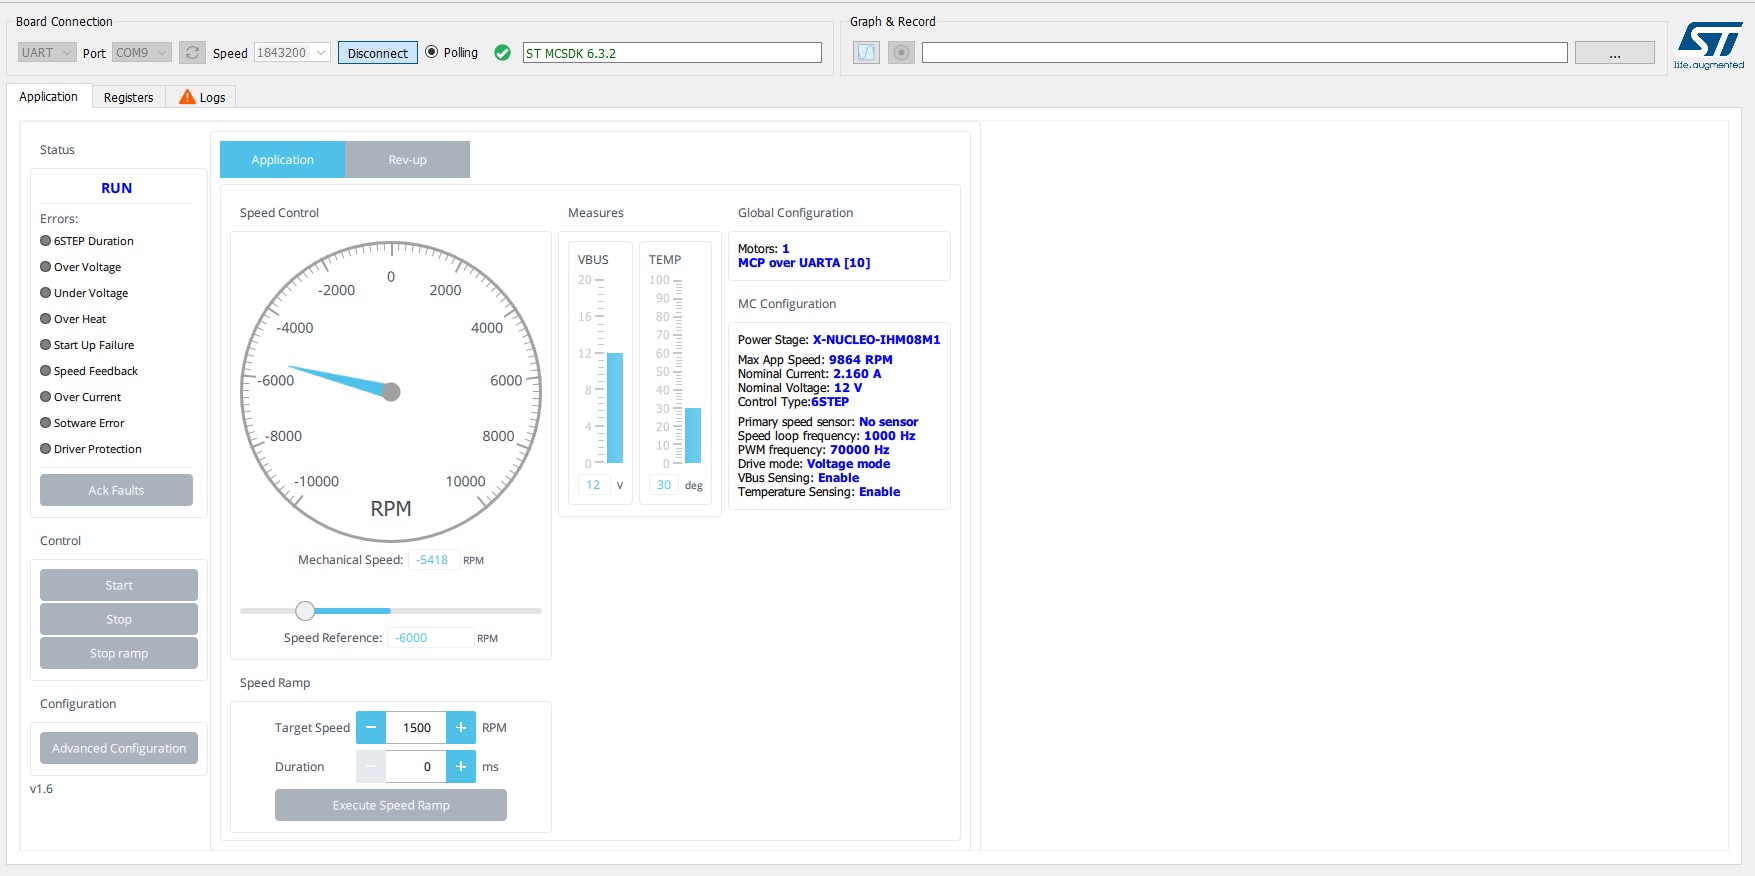 Board Connection
UART Port COM9 Speed 1843200 Disconnect Polling ST MCSDK 6.3.2
Graph & Record
...
ST
life.augmented
Application Registers Logs
Status
RUN
Errors:
6STEP Duration
Over Voltage
Under Voltage
Over Heat
Start Up Failure
Speed Feedback
Over Current
Sotware Error
Driver Protection
Ack Faults
Control
Start
Stop
Stop ramp
Configuration
Advanced Configuration
v1.6
Application Rev-up
Speed Control
0
-2000 2000
-4000 4000
-6000 6000
-8000 8000
-10000 10000
RPM
Mechanical Speed: -5418 RPM
Speed Reference: -6000 RPM
Speed Ramp
Target Speed − 1500 + RPM
Duration − 0 + ms
Execute Speed Ramp
Measures
VBUS
20
16
12
8
4
0
12 V
TEMP
100
90
80
70
60
50
40
30
20
10
0
30 deg
Global Configuration
Motors: 1
MCP over UARTA [10]
MC Configuration
Power Stage: X-NUCLEO-IHM08M1
Max App Speed: 9864 RPM
Nominal Current: 2.160 A
Nominal Voltage: 12 V
Control Type:6STEP
Primary speed sensor: No sensor
Speed loop frequency: 1000 Hz
PWM frequency: 70000 Hz
Drive mode: Voltage mode
VBus Sensing: Enable
Temperature Sensing: Enable